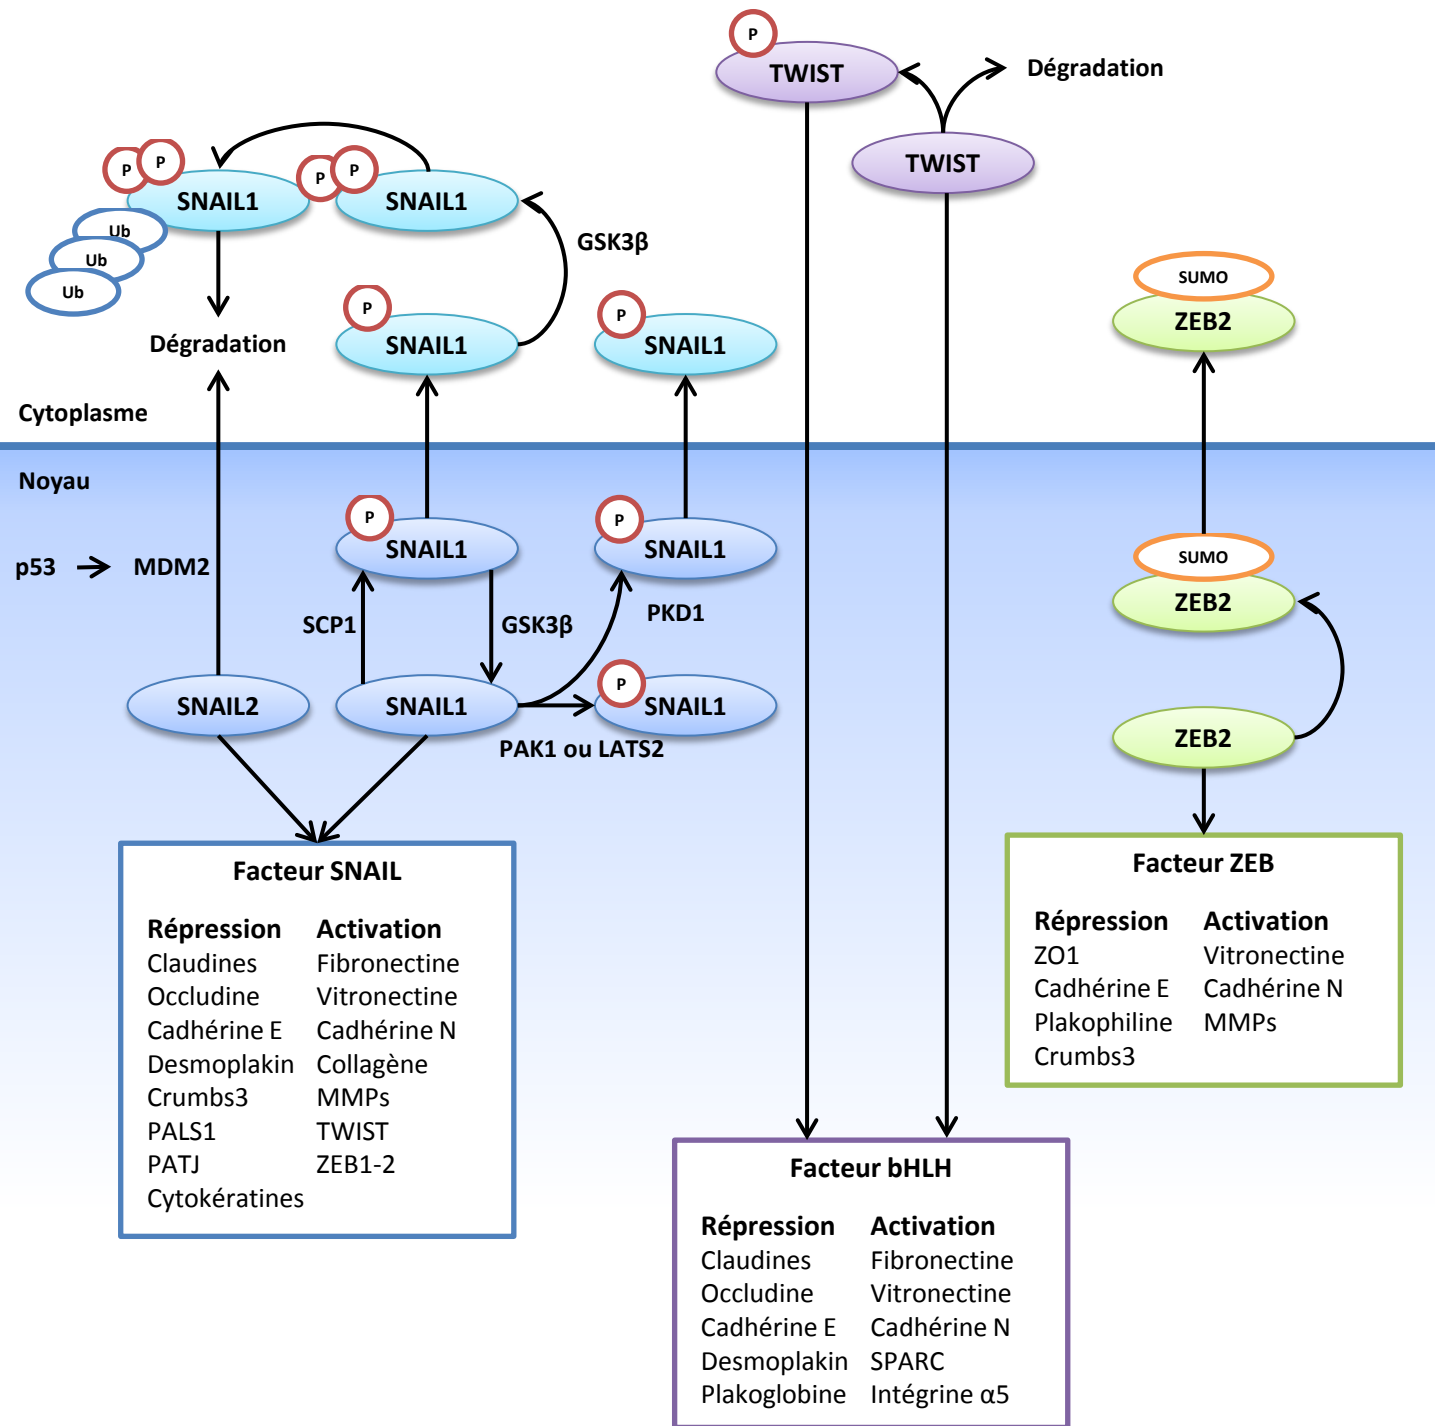 P
TWIST
Dégradation
TWIST
P
P
SNAIL1
P
P
SNAIL1
Ub
Ub
Ub
GSK3β
SUMO
ZEB2
P
SNAIL1
P
SNAIL1
Dégradation
Cytoplasme
Noyau
P
SNAIL1
P
SNAIL1
SUMO
ZEB2
p53
MDM2
SCP1
GSK3β
PKD1
SNAIL2
SNAIL1
P
SNAIL1
PAK1 ou LATS2
ZEB2
Facteur SNAIL
Répression Activation
Claudines Fibronectine
Occludine Vitronectine
Cadhérine E Cadhérine N
Desmoplakin Collagène
Crumbs3 MMPs
PALS1 TWIST
PATJ ZEB1-2
Cytokératines
Facteur ZEB
Répression Activation
ZO1 Vitronectine
Cadhérine E Cadhérine N
Plakophiline MMPs
Crumbs3
Facteur bHLH
Répression Activation
Claudines Fibronectine
Occludine Vitronectine
Cadhérine E Cadhérine N
Desmoplakin SPARC
Plakoglobine Intégrine α5